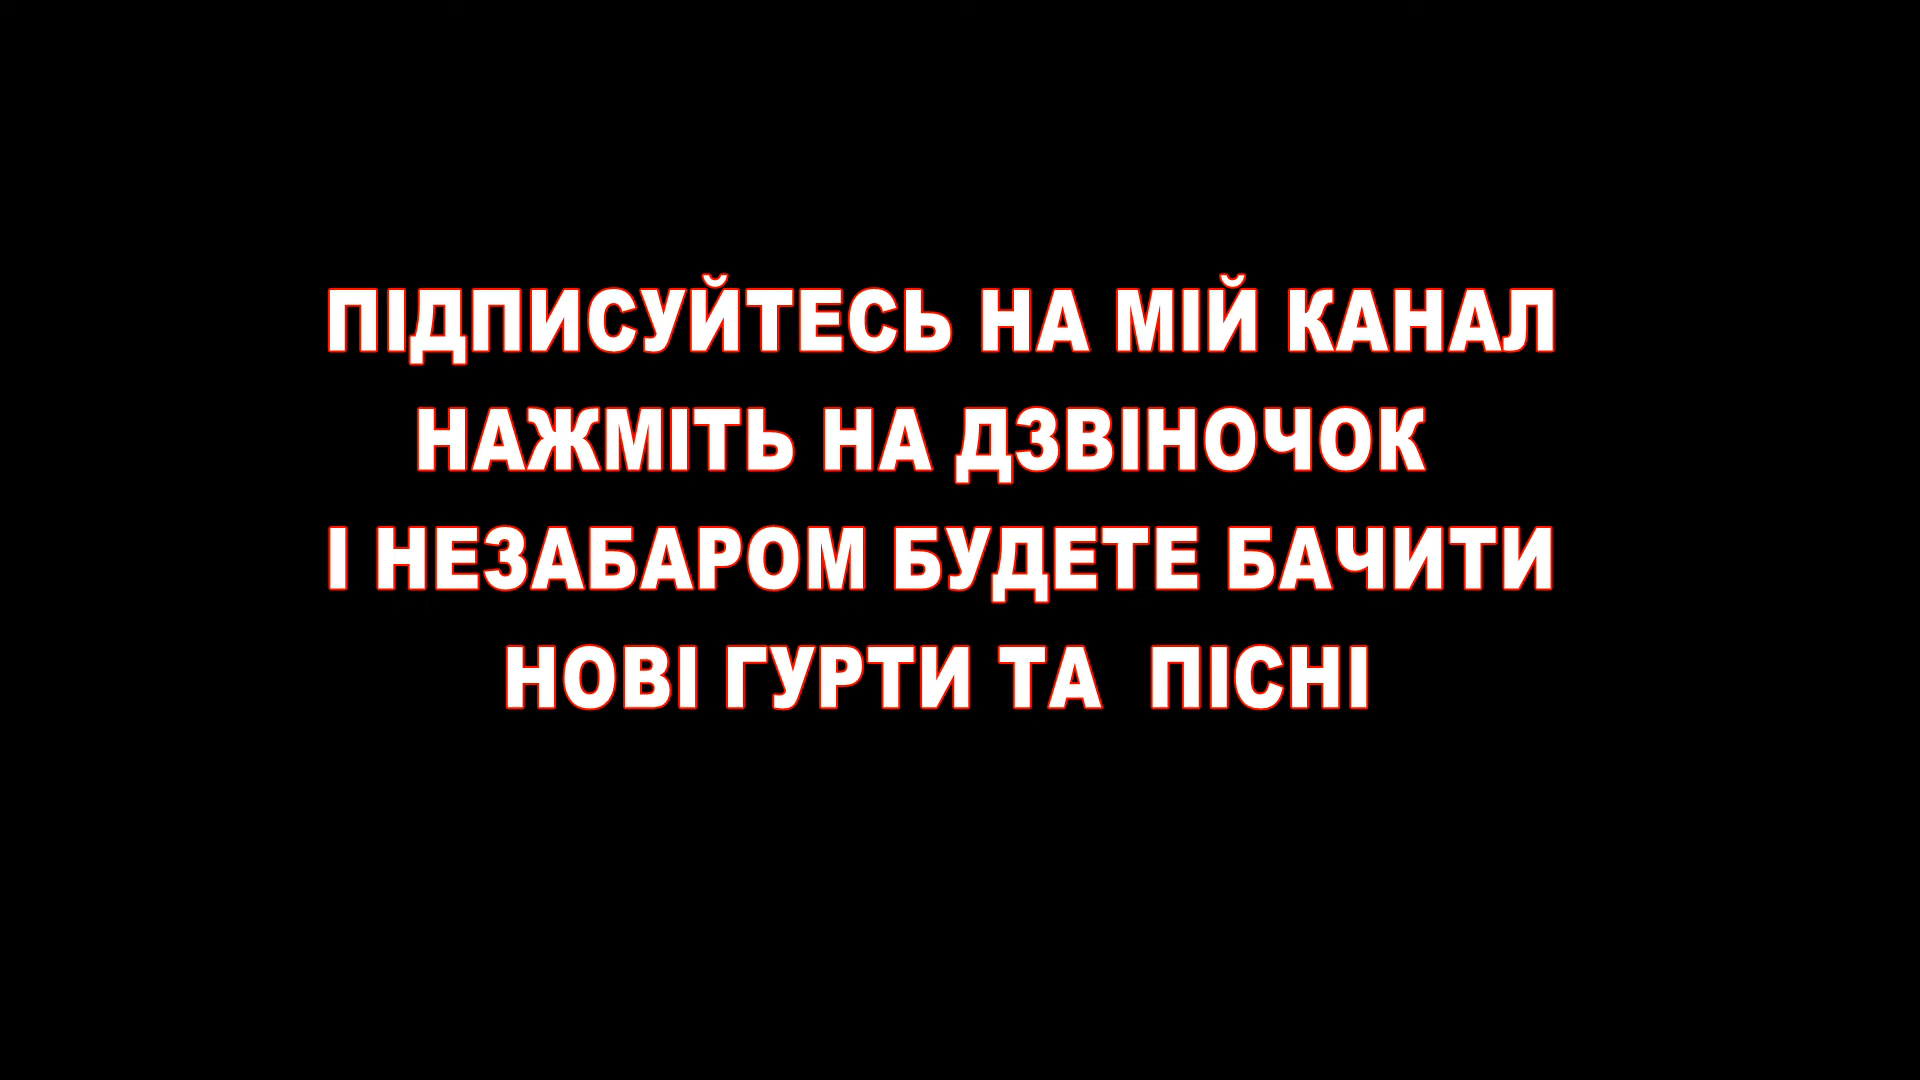 ПІДПИСУЙТЕСЬ НА МІЙ КАНАЛ
НАЖМІТЬ НА ДЗВІНОЧОК
І НЕЗАБАРОМ БУДЕТЕ БАЧИТИ
НОВІ ГУРТИ ТА  ПІСНІ